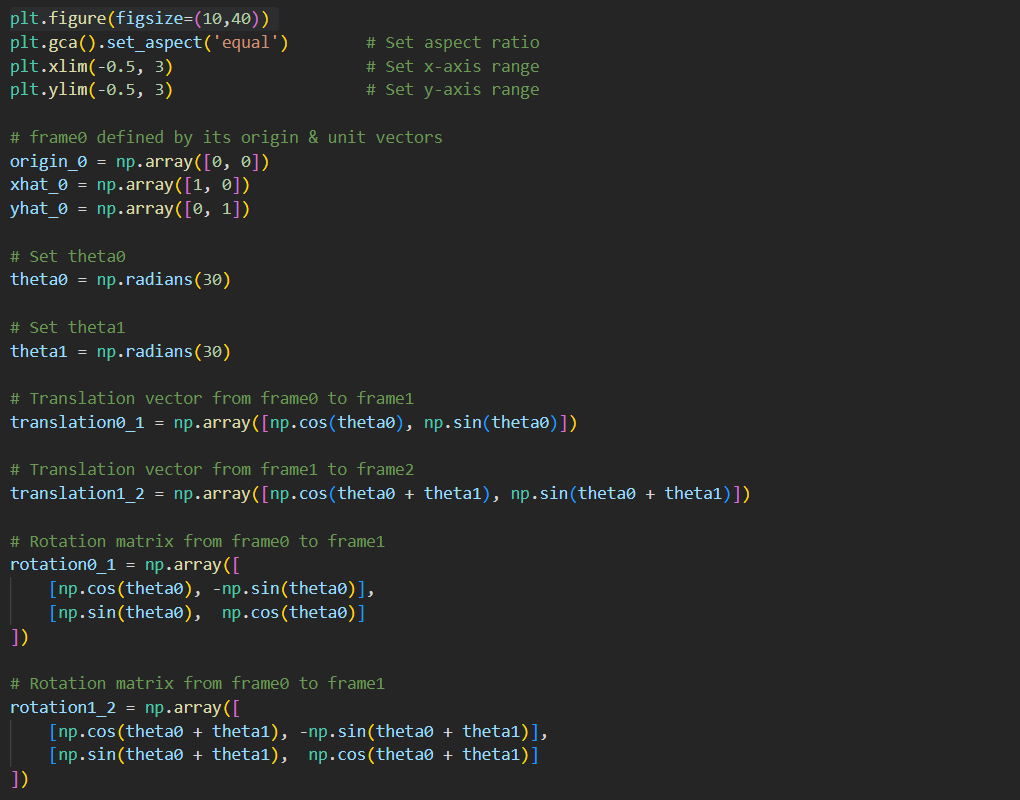 plt.figure(figsize=(10,40))
plt.gca().set_aspect('equal')        # Set aspect ratio
plt.xlim(-0.5, 3)                    # Set x-axis range
plt.ylim(-0.5, 3)                    # Set y-axis range

# frame0 defined by its origin & unit vectors
origin_0 = np.array([0, 0])
xhat_0 = np.array([1, 0])
yhat_0 = np.array([0, 1])

# Set theta0
theta0 = np.radians(30)

# Set theta1
theta1 = np.radians(30)

# Translation vector from frame0 to frame1
translation0_1 = np.array([np.cos(theta0), np.sin(theta0)])

# Translation vector from frame1 to frame2
translation1_2 = np.array([np.cos(theta0 + theta1), np.sin(theta0 + theta1)])

# Rotation matrix from frame0 to frame1
rotation0_1 = np.array([
    [np.cos(theta0), -np.sin(theta0)],
    [np.sin(theta0),  np.cos(theta0)]
])

# Rotation matrix from frame0 to frame1
rotation1_2 = np.array([
    [np.cos(theta0 + theta1), -np.sin(theta0 + theta1)],
    [np.sin(theta0 + theta1),  np.cos(theta0 + theta1)]
])